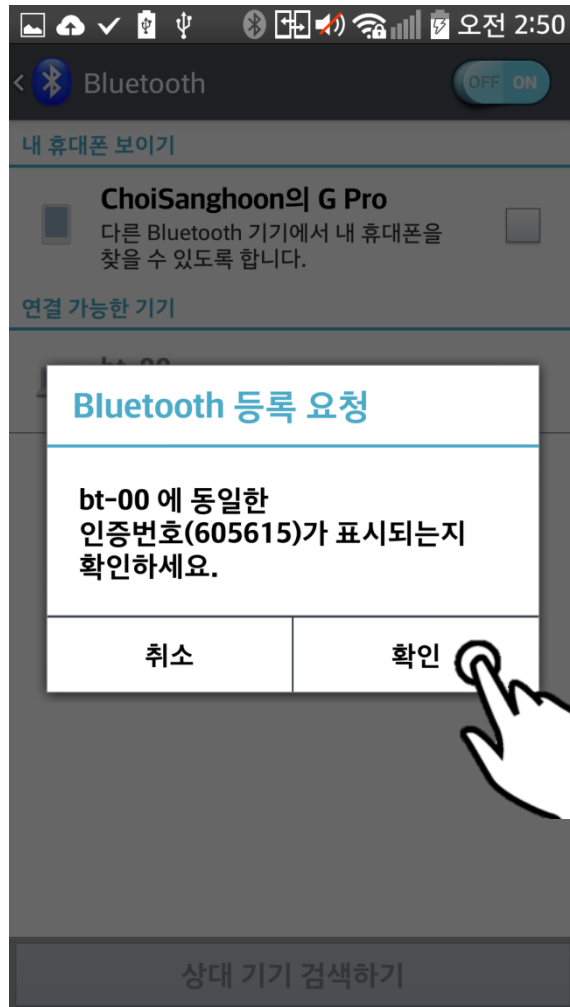 오전 2:50
Bluetooth
OFF ON
내 휴대폰 보이기
ChoiSanghoon의 G Pro
다른 Bluetooth 기기에서 내 휴대폰을
찾을 수 있도록 합니다.
연결 가능한 기기
bt-00
Bluetooth 등록 요청
bt-00 에 동일한
인증번호(605615)가 표시되는지
확인하세요.
취소
확인
상대 기기 검색하기